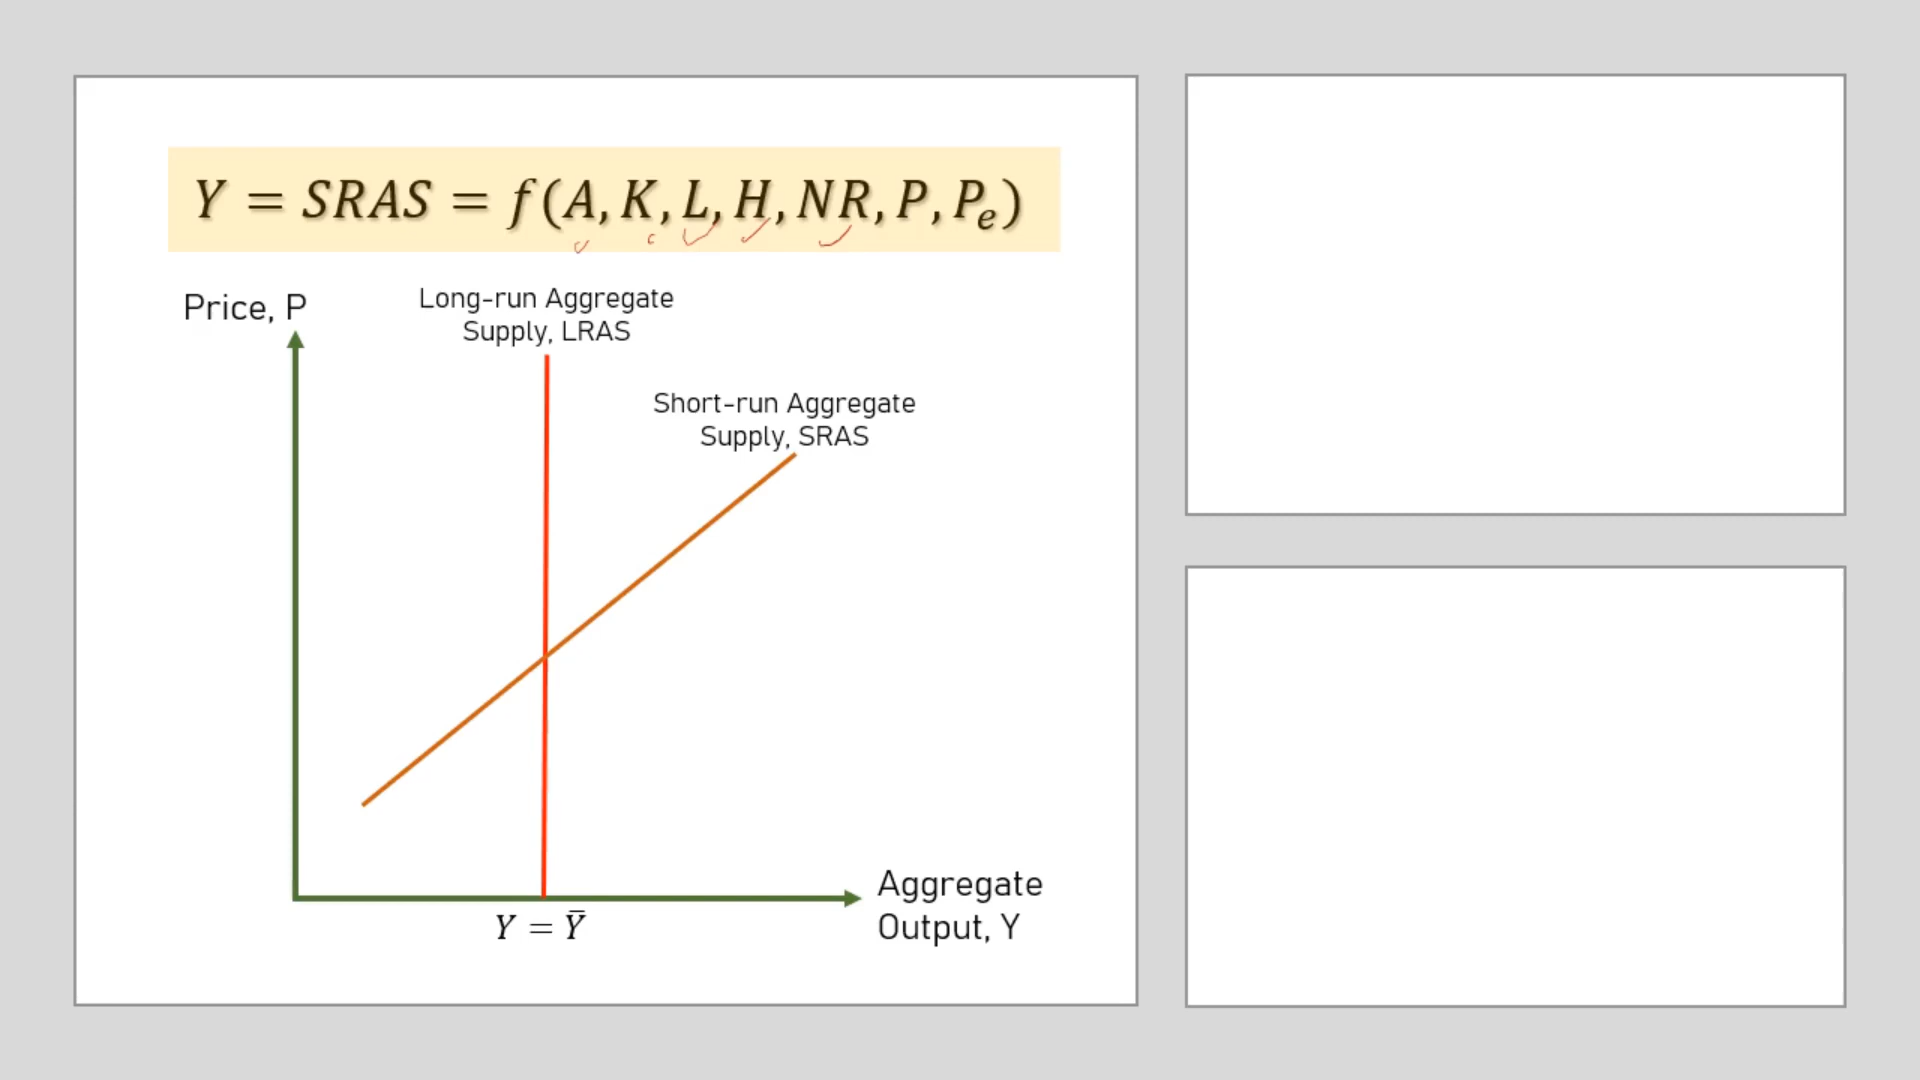 Y = SRAS = f(A, K, L, H, NR, P, Pₑ)
Price, P
Long-run Aggregate
Supply, LRAS
Short-run Aggregate
Supply, SRAS
Y = Ȳ
Aggregate
Output, Y